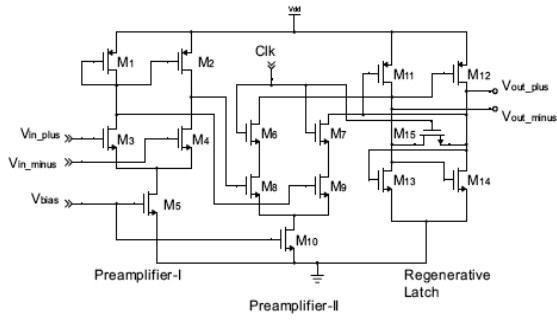 Vdd
Clk
M1
M2
M11
M12
Vout_plus
Vout_minus
Vin_plus
M3
M4
M6
M7
M15
Vin_minus
M8
M9
M13
M14
Vbias
M5
M10
Preamplifier-I
Preamplifier-II
Regenerative
Latch